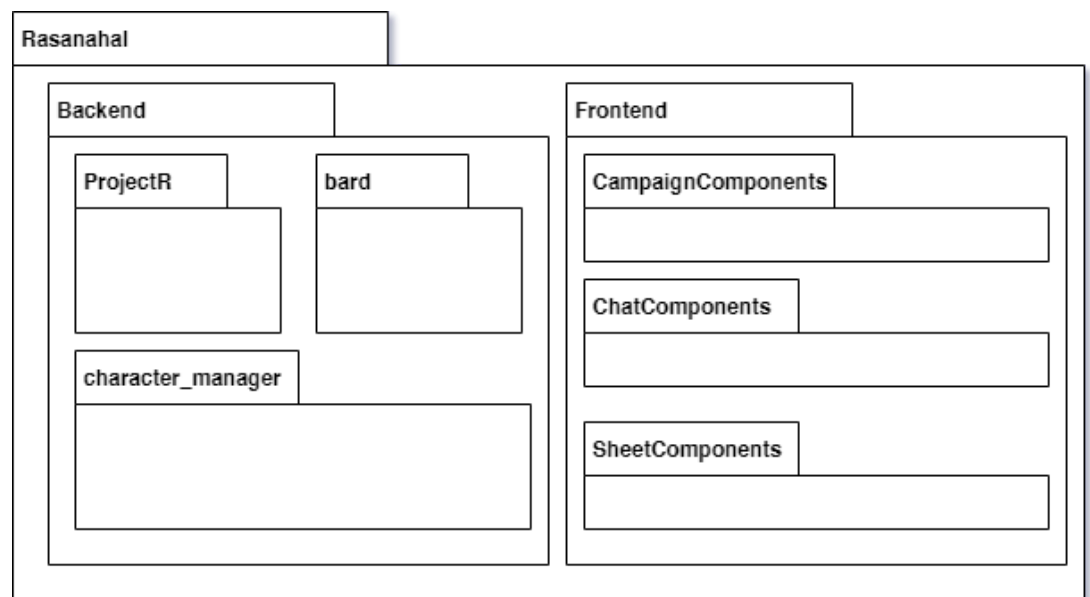 Rasanahal
Backend
Frontend
ProjectR
bard
CampaignComponents
ChatComponents
character_manager
SheetComponents